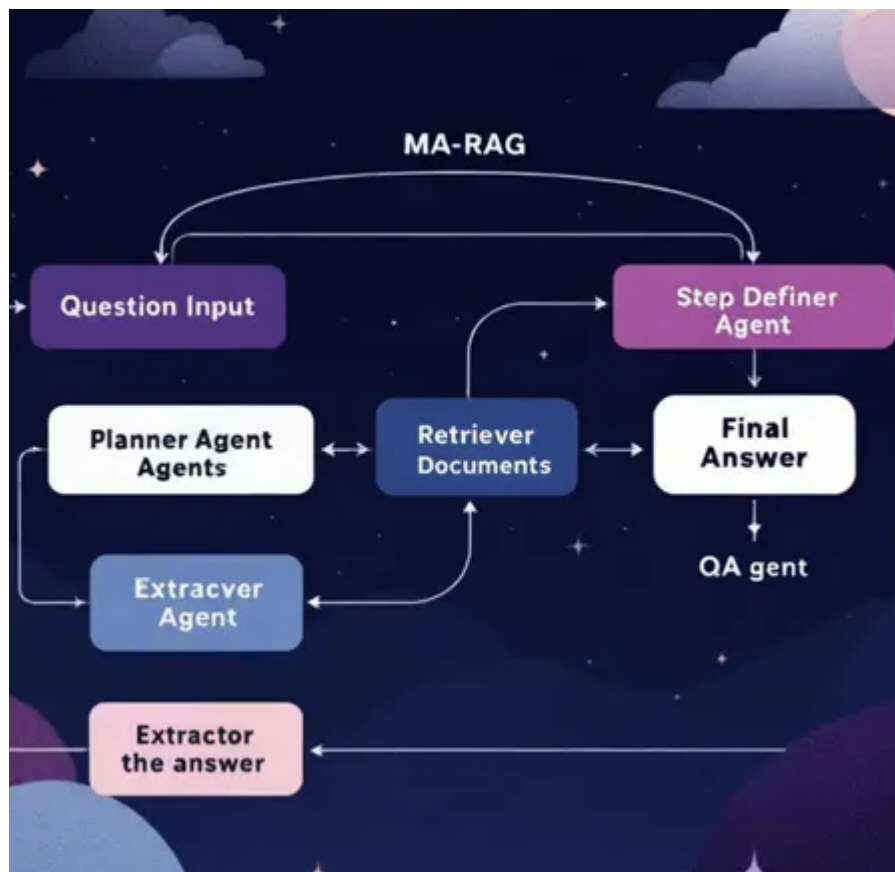 MA-RAG
Question Input
Step Definer
Agent
Planner Agent
Agents
Retriever
Documents
Final
Answer
Extracver
Agent
QA gent
Extractor
the answer